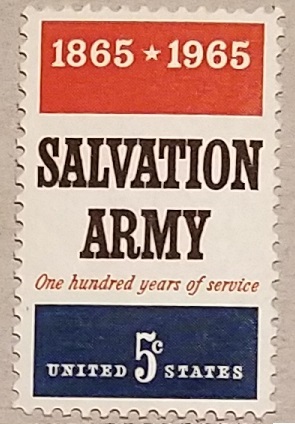 1865 ★ 1965
SALVATION
ARMY
One hundred years of service
UNITED 5c STATES